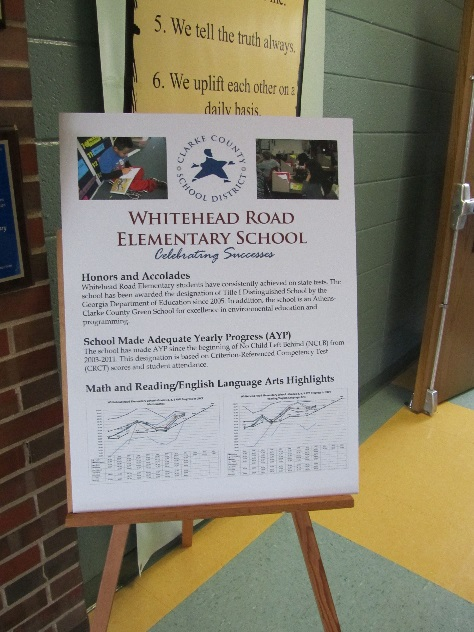 5. We tell the truth always.
6. We uplift each other on a
daily basis.
CLARKE COUNTY
SCHOOL DISTRICT
WHITEHEAD ROAD
ELEMENTARY SCHOOL
Celebrating Successes
Honors and Accolades
Whitehead Road Elementary students have consistently achieved on state tests. The
school has been awarded the designation of Title I Distinguished School by the
Georgia Department of Education since 2005. In addition, the school is an Athens-
Clarke County Green School for excellence in environmental education and
programming.
School Made Adequate Yearly Progress (AYP)
The school has made AYP since the beginning of No Child Left Behind (NCLB) from
2003-2011. This designation is based on Criterion-Referenced Competency Test
(CRCT) scores and student attendance.
Math and Reading/English Language Arts Highlights